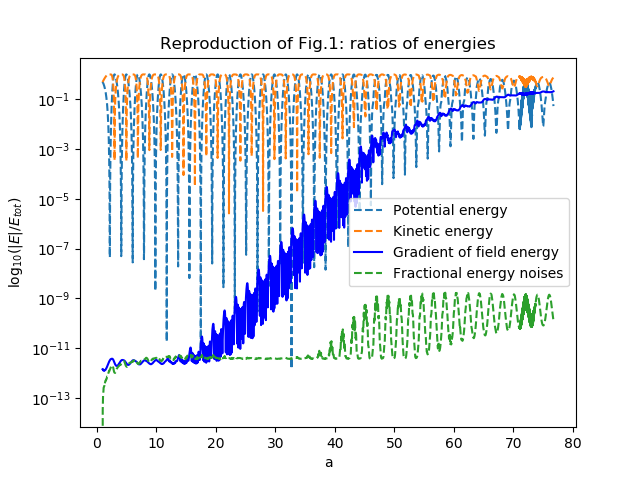 Reproduction of Fig.1: ratios of energies
log₁₀(|E|/E_tot)
10⁻¹
10⁻³
10⁻⁵
10⁻⁷
10⁻⁹
10⁻¹¹
10⁻¹³
Potential energy
Kinetic energy
Gradient of field energy
Fractional energy noises
0 10 20 30 40 50 60 70 80
a